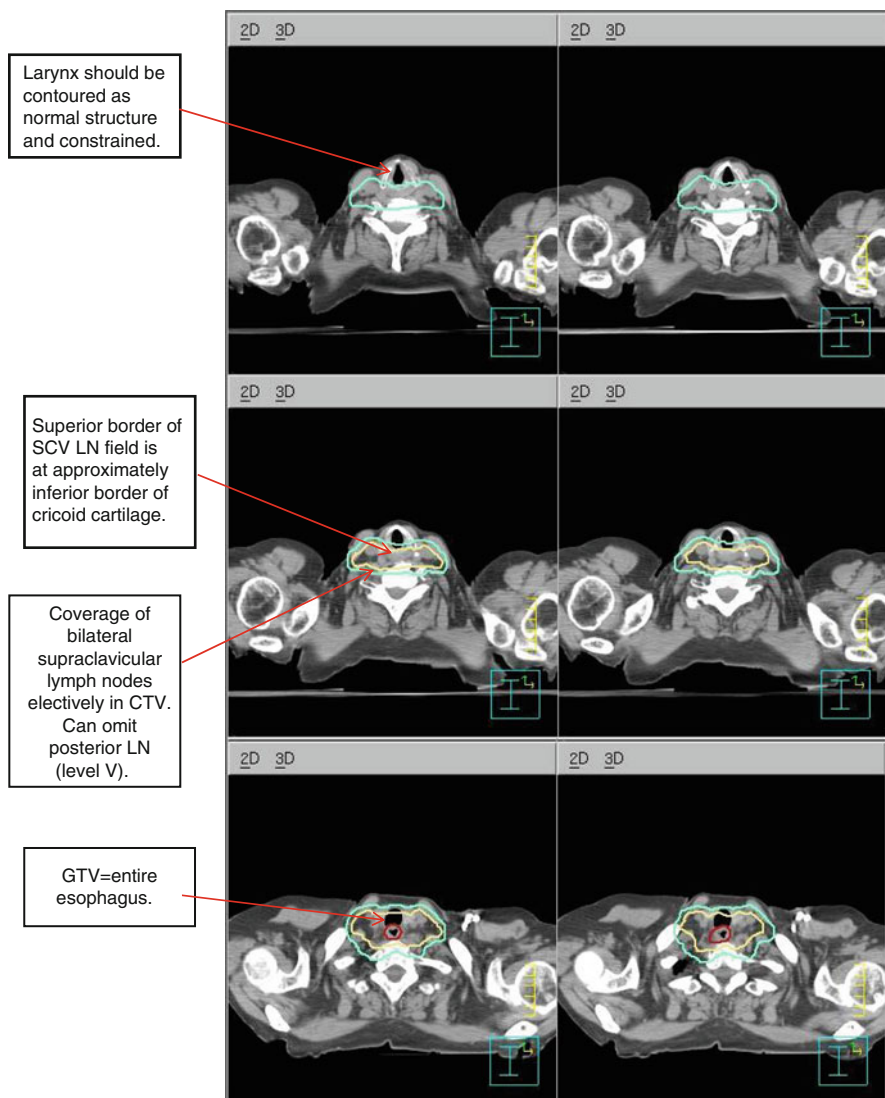 2D 3D
2D 3D
Larynx should be
contoured as
normal structure
and constrained.
2D 3D
2D 3D
Superior border of
SCV LN field is
at approximately
inferior border of
cricoid cartilage.
Coverage of
bilateral
supraclavicular
lymph nodes
electively in CTV.
Can omit
posterior LN
(level V).
2D 3D
2D 3D
GTV=entire
esophagus.